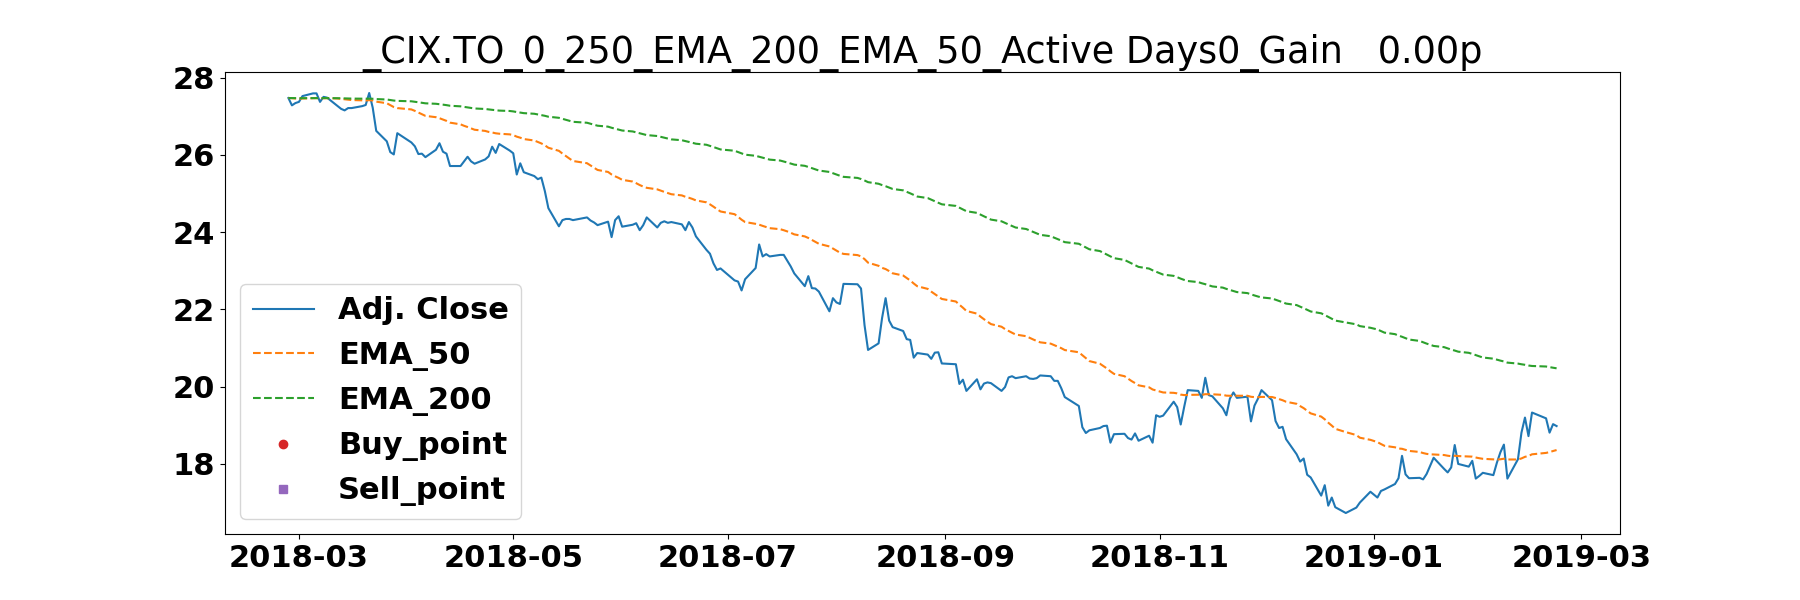 _CIX.TO_0_250_EMA_200_EMA_50_Active Days0_Gain   0.00p
28
26
24
22
20
18
Adj. Close
EMA_50
EMA_200
Buy_point
Sell_point
2018-03 2018-05 2018-07 2018-09 2018-11 2019-01 2019-03